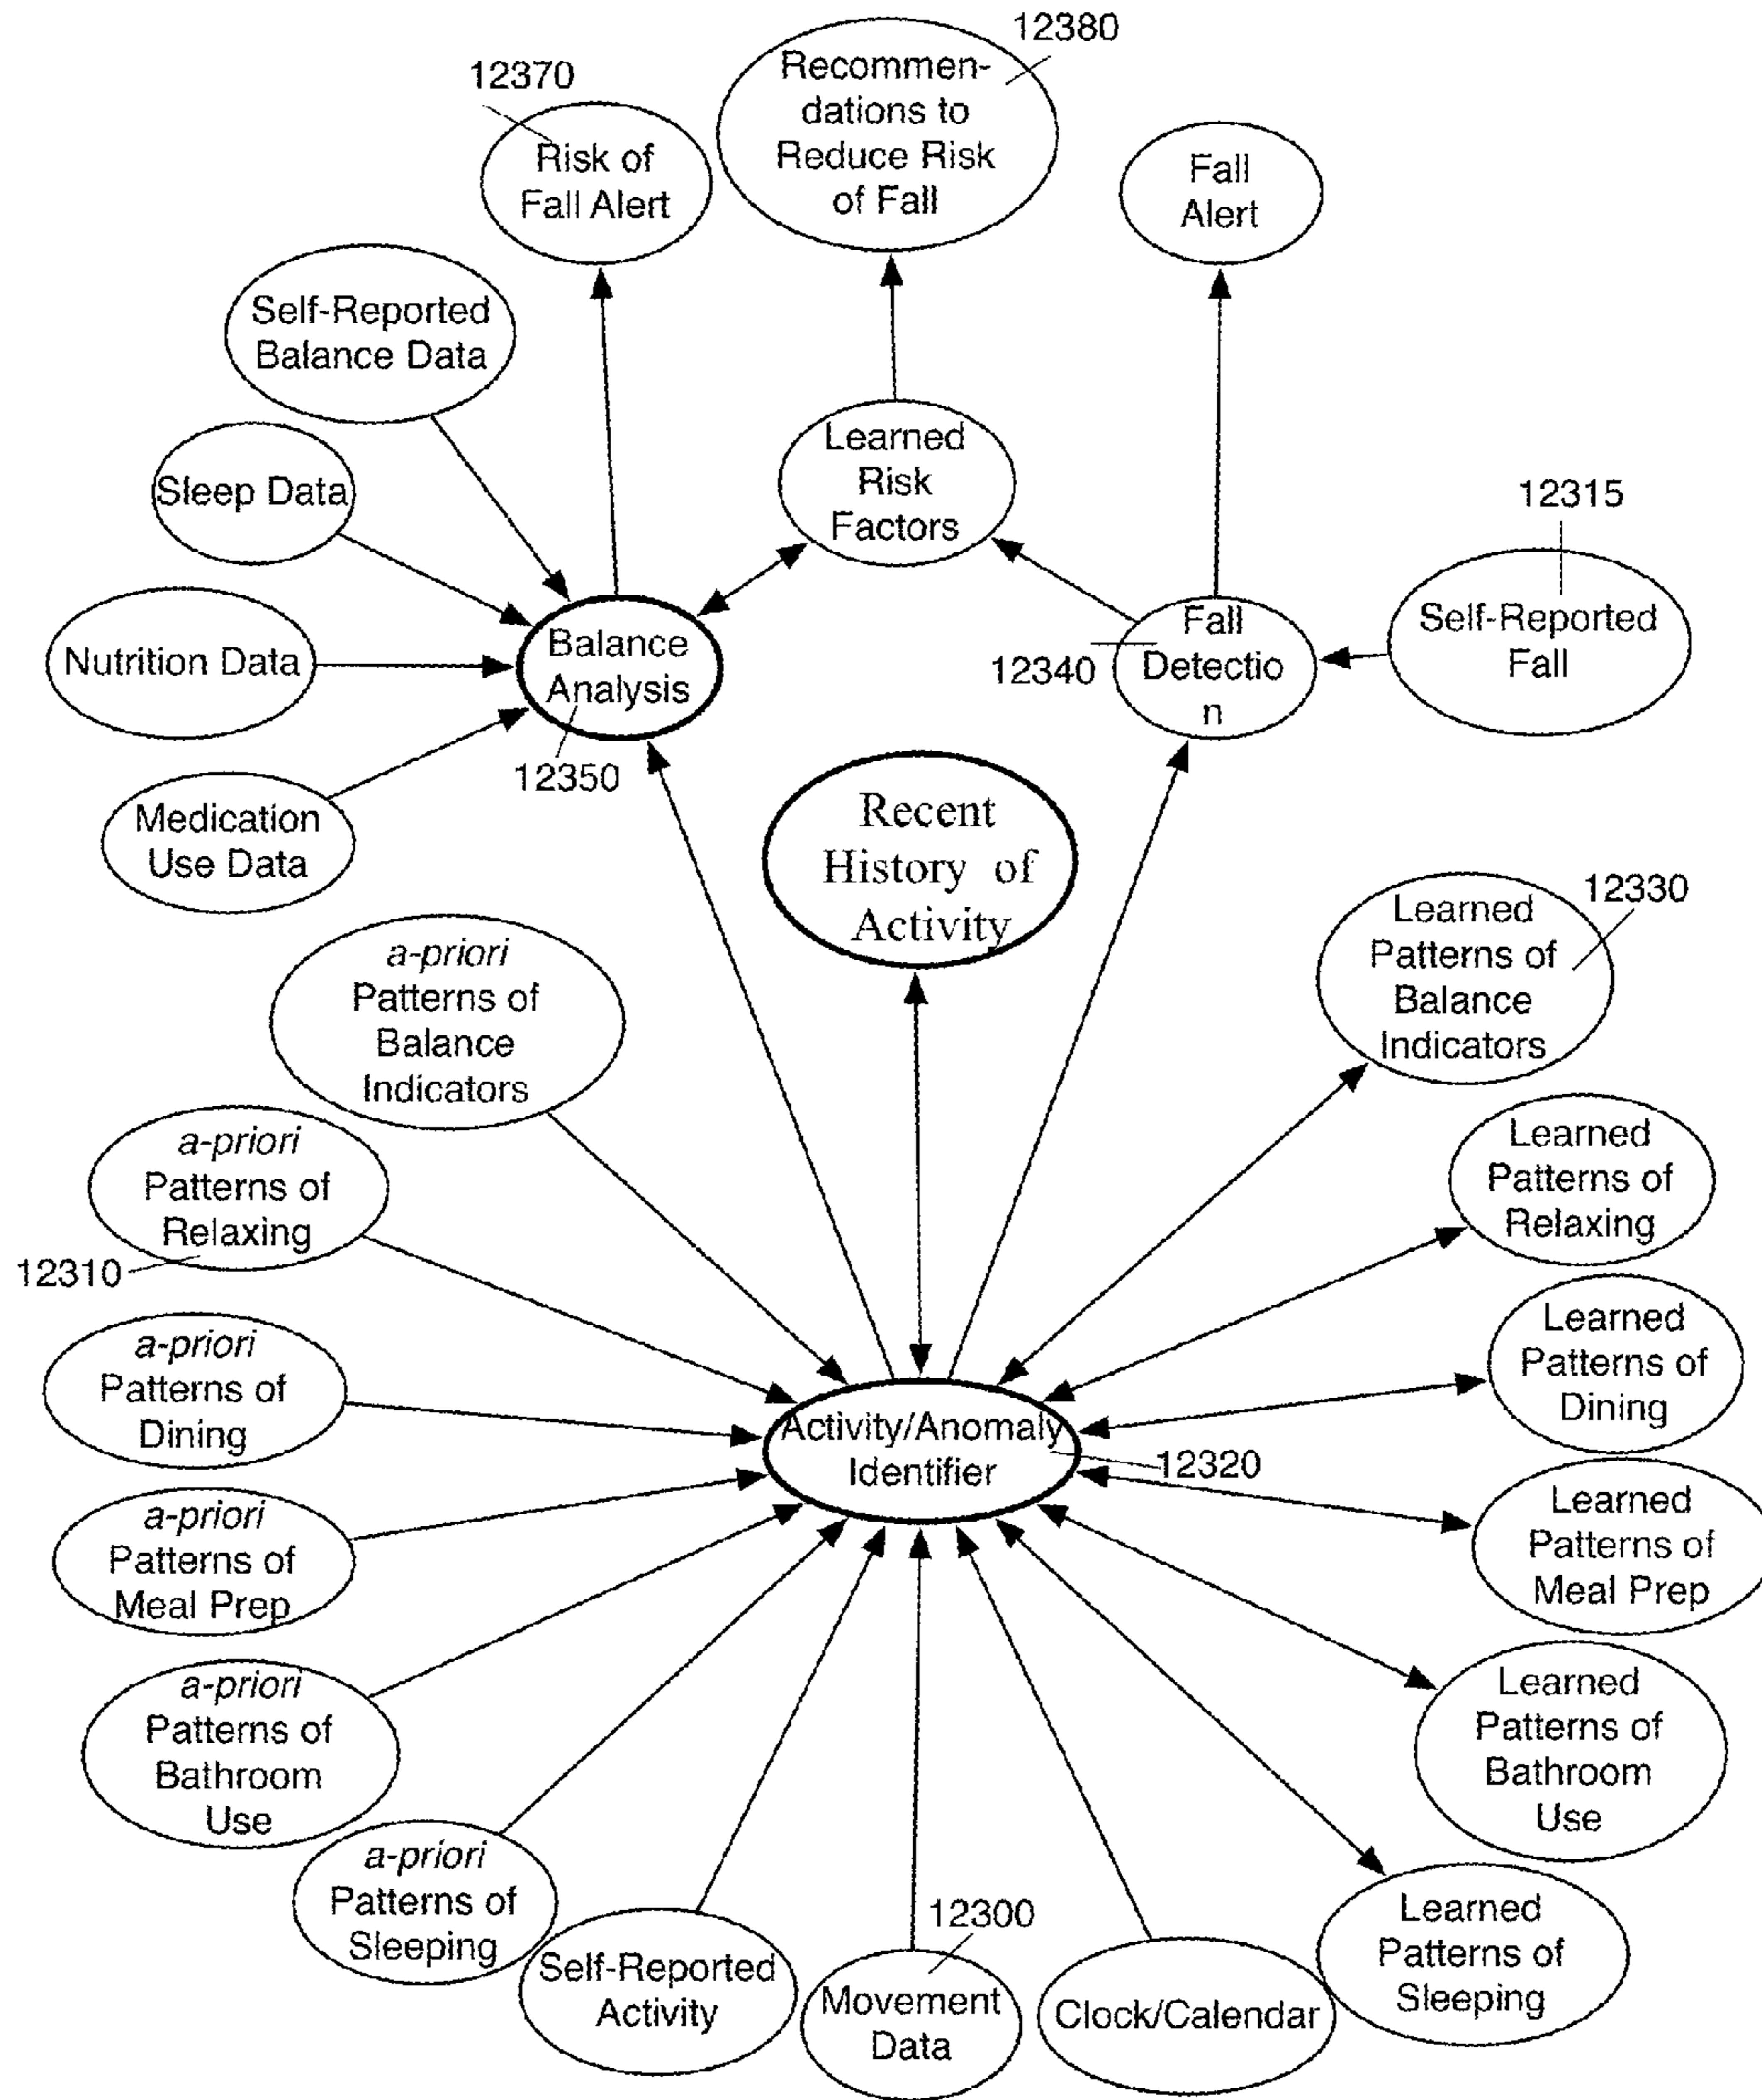 12380
Recommen-
dations to
Reduce Risk
of Fall
12370
Risk of
Fall Alert
Fall
Alert
Self-Reported
Balance Data
Learned
Risk
Factors
Sleep Data
12315
Self-Reported
Fall
Nutrition Data
Balance
Analysis
12350
Fall
Detectio
n
12340
Medication
Use Data
Recent
History of
Activity
12330
Learned
Patterns of
Balance
Indicators
a-priori
Patterns of
Balance
Indicators
a-priori
Patterns of
Relaxing
12310
Learned
Patterns of
Relaxing
a-priori
Patterns of
Dining
Learned
Patterns of
Dining
Activity/Anomaly
Identifier
12320
a-priori
Patterns of
Meal Prep
Learned
Patterns of
Meal Prep
a-priori
Patterns of
Bathroom
Use
Learned
Patterns of
Bathroom
Use
a-priori
Patterns of
Sleeping
Self-Reported
Activity
12300
Movement
Data
Clock/Calendar
Learned
Patterns of
Sleeping